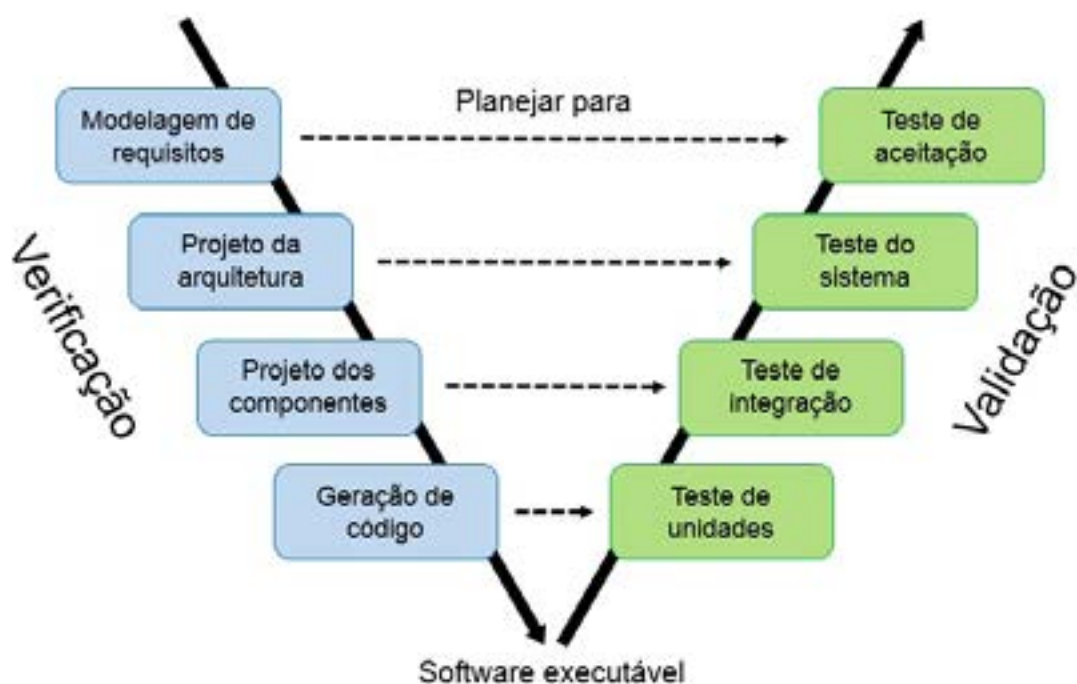 Planejar para
Modelagem de
requisitos
Teste de
aceitação
Projeto da
arquitetura
Teste do
sistema
Verificação
Validação
Projeto dos
componentes
Teste de
integração
Geração de
código
Teste de
unidades
Software executável